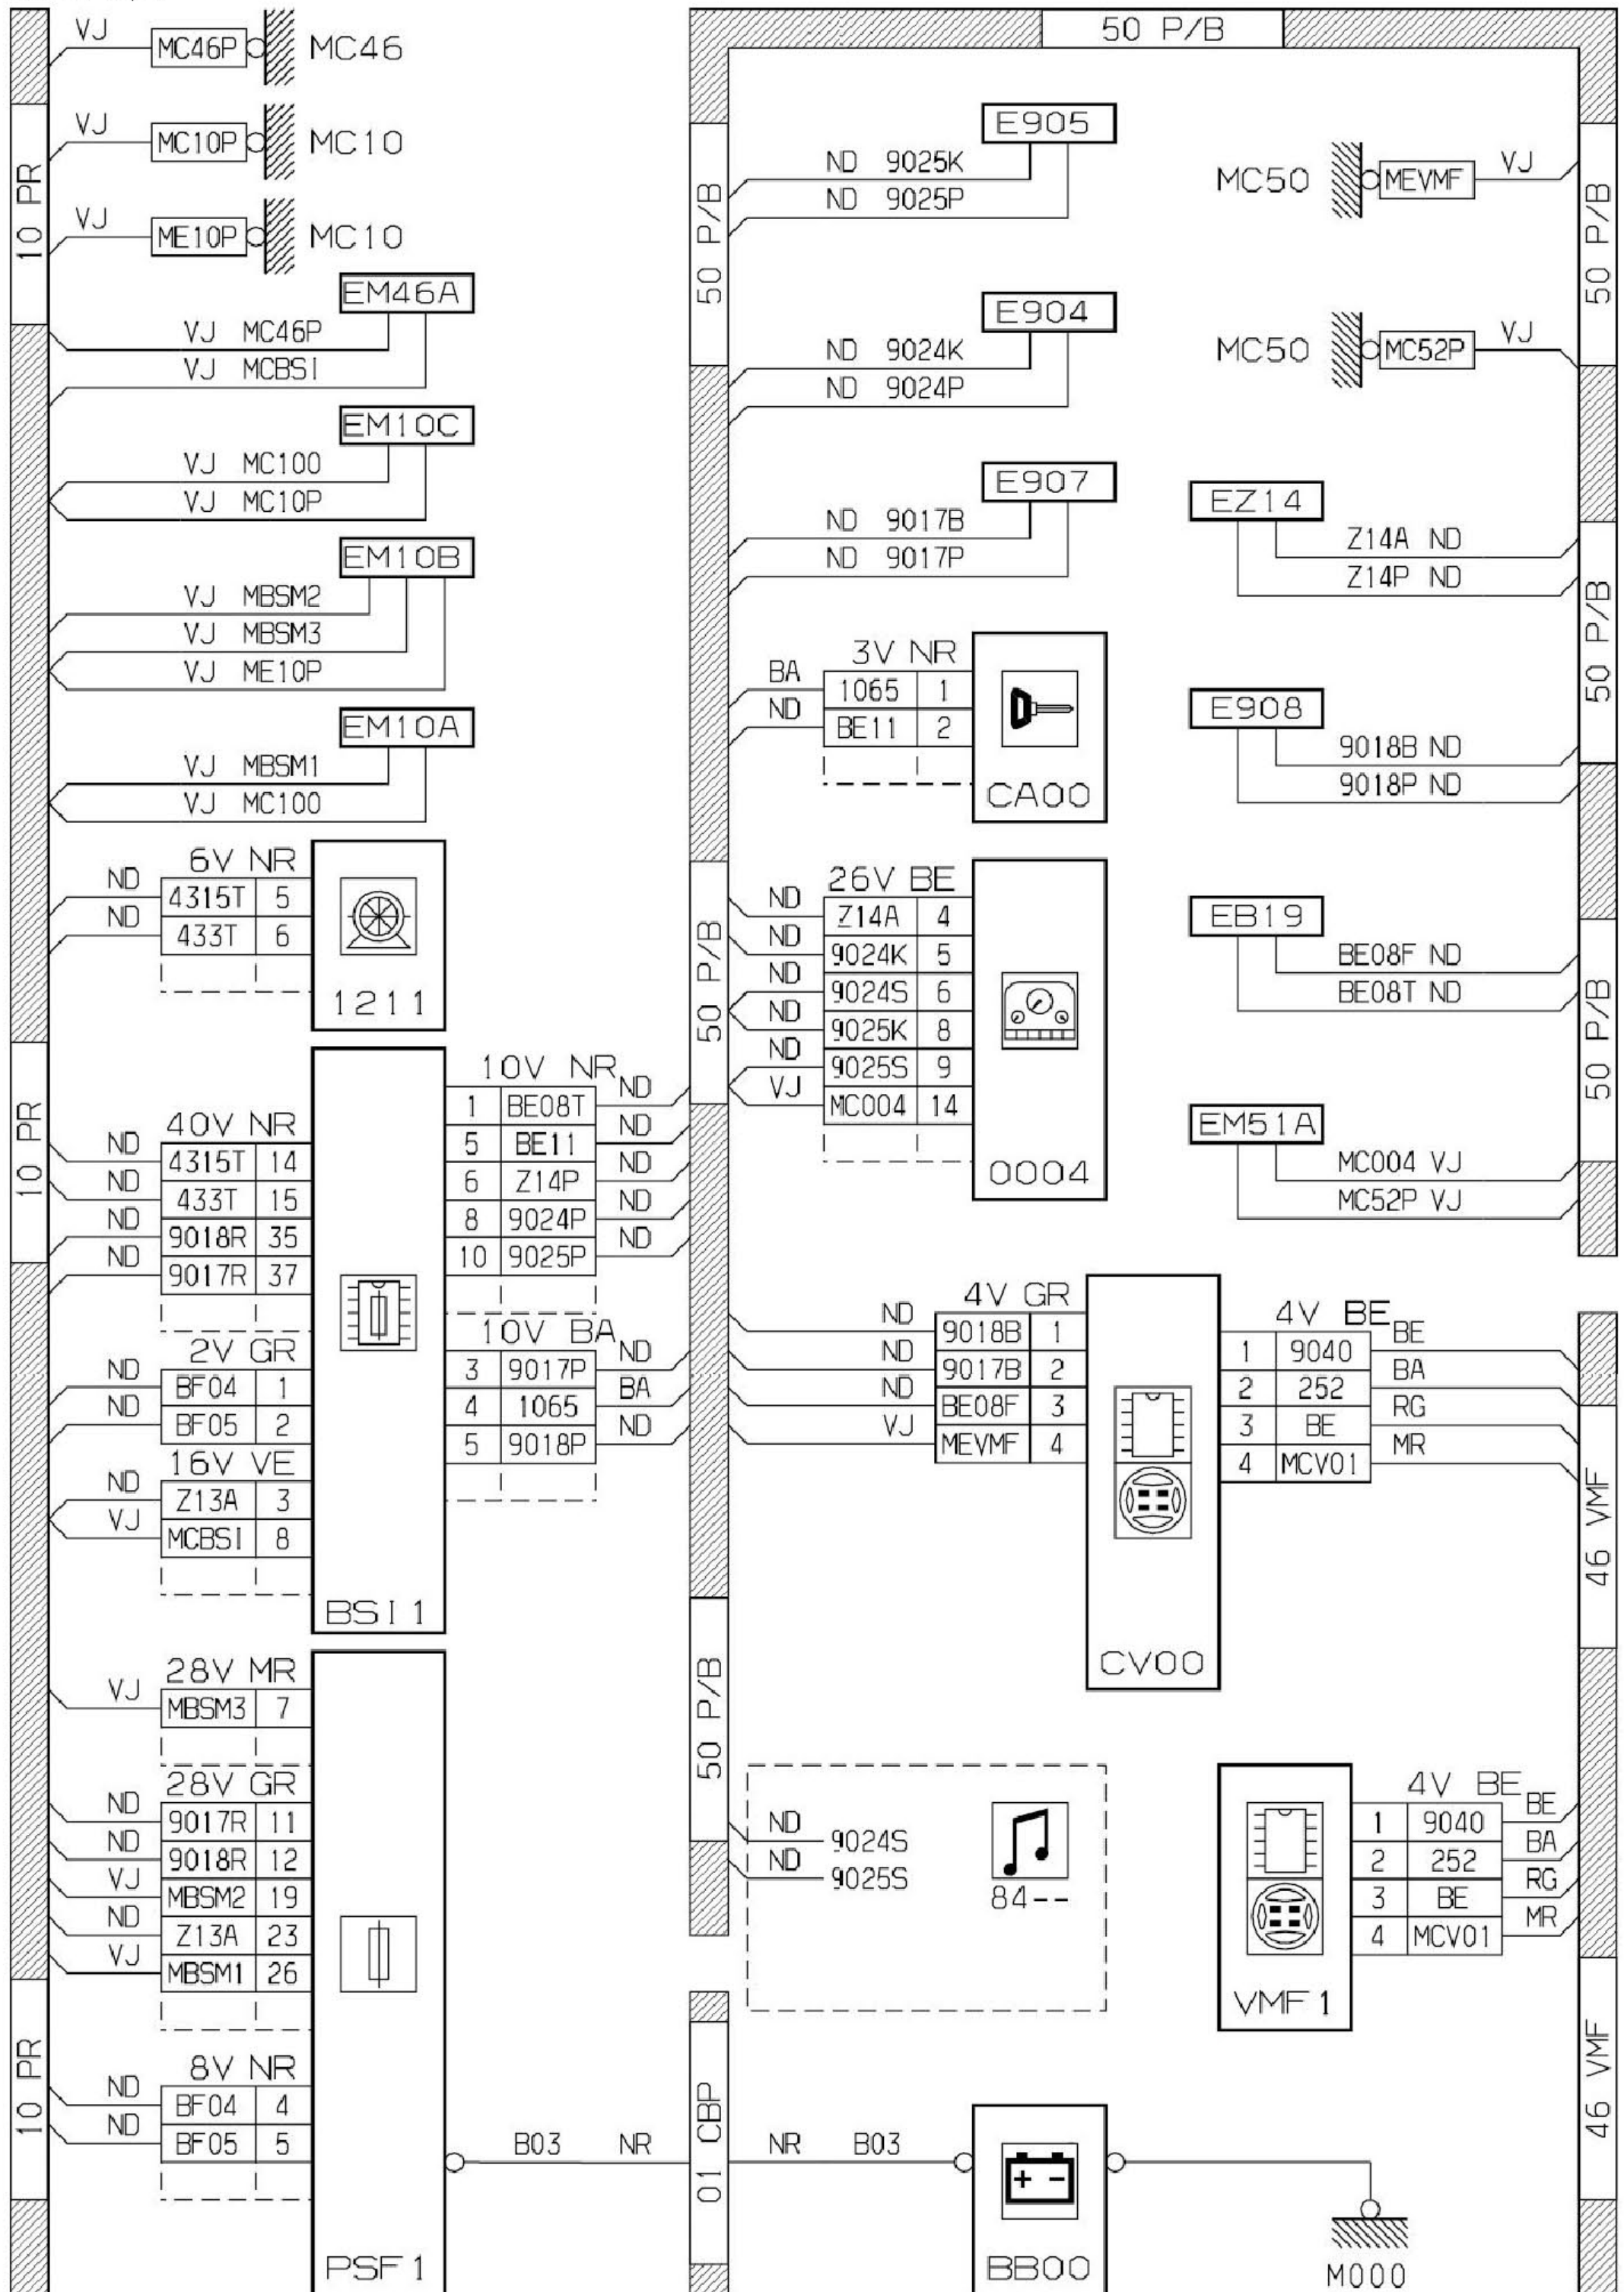 50 P/B
VJ MC46P MC46
VJ MC10P MC10
VJ ME10P MC10
10 PR
EM46A
VJ MC46P
VJ MCBSI
EM10C
VJ MC100
VJ MC10P
EM10B
VJ MBSM2
VJ MBSM3
VJ ME10P
EM10A
VJ MBSM1
VJ MC100
6V NR
ND 4315T 5
ND 433T 6
1211
10 PR
40V NR
ND 4315T 14
ND 433T 15
ND 9018R 35
ND 9017R 37
2V GR
ND BF04 1
ND BF05 2
16V VE
ND Z13A 3
VJ MCBSI 8
BSI1
10V NR
1 BE08T ND
5 BE11 ND
6 Z14P ND
8 9024P ND
10 9025P ND
10V BA
3 9017P ND
4 1065 BA
5 9018P ND
28V MR
VJ MBSM3 7
28V GR
ND 9017R 11
ND 9018R 12
VJ MBSM2 19
ND Z13A 23
VJ MBSM1 26
10 PR
8V NR
ND BF04 4
ND BF05 5
PSF1
B03 NR
01 CBP
NR B03
BB00
M000
50 P/B
E905
ND 9025K
ND 9025P
E904
ND 9024K
ND 9024P
E907
ND 9017B
ND 9017P
3V NR
BA 1065 1
ND BE11 2
CA00
50 P/B
26V BE
ND Z14A 4
ND 9024K 5
ND 9024S 6
ND 9025K 8
ND 9025S 9
VJ MC004 14
0004
MC50 MEVMF VJ
50 P/B
MC50 MC52P VJ
EZ14
Z14A ND
Z14P ND
50 P/B
E908
9018B ND
9018P ND
EB19
BE08F ND
BE08T ND
50 P/B
EM51A
MC004 VJ
MC52P VJ
4V GR
ND 9018B 1
ND 9017B 2
ND BE08F 3
VJ MEVMF 4
CV00
4V BE
1 9040 BE
2 252 BA
3 BE RG
4 MCV01 MR
46 VMF
50 P/B
ND 9024S
ND 9025S
84--
VMF1
4V BE
1 9040 BE
2 252 BA
3 BE RG
4 MCV01 MR
46 VMF